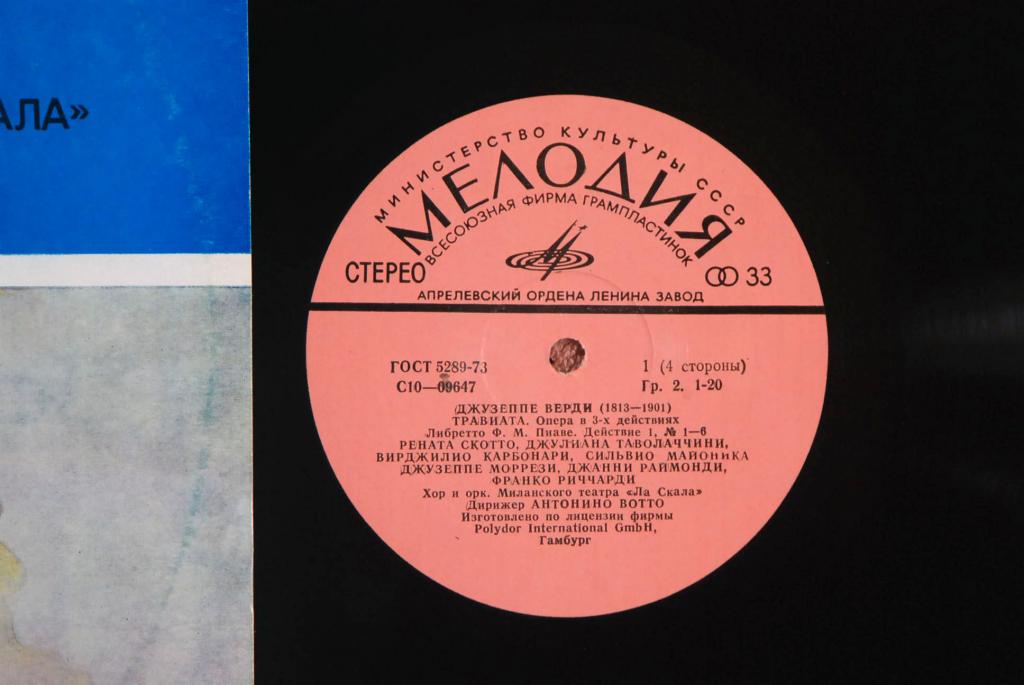 АЛА»
МИНИСТЕРСТВО КУЛЬТУРЫ СССР
МЕЛОДИЯ
ВСЕСОЮЗНАЯ ФИРМА ГРАМПЛАСТИНОК
СТЕРЕО 33
АПРЕЛЕВСКИЙ ОРДЕНА ЛЕНИНА ЗАВОД
ГОСТ 5289-73 1 (4 стороны)
С10—09647 Гр. 2. 1-20
ДЖУЗЕППЕ ВЕРДИ (1813—1901)
ТРАВИАТА. Опера в 3-х действиях
Либретто Ф. М. Пиаве. Действие 1, № 1—6
РЕНАТА СКОТТО, ДЖУЛИАНА ТАВОЛАЧЧИНИ,
ВИРДЖИЛИО КАРБОНАРИ, СИЛЬВИО МАЙОНИКА
ДЖУЗЕППЕ МОРРЕЗИ, ДЖАННИ РАЙМОНДИ,
ФРАНКО РИЧЧАРДИ
Хор и орк. Миланского театра «Ла Скала»
Дирижер АНТОНИНО ВОТТО
Изготовлено по лицензии фирмы
Polydor International GmbH,
Гамбург